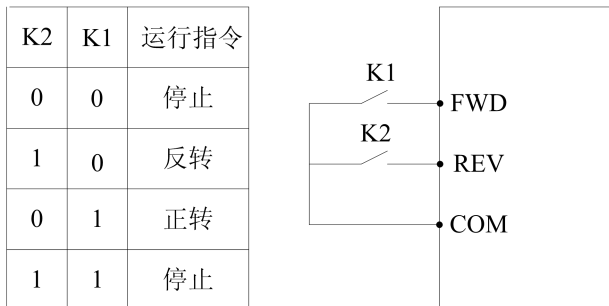 K2 K1 运行指令
0 0 停止
1 0 反转
0 1 正转
1 1 停止
K1
FWD
K2
REV
COM